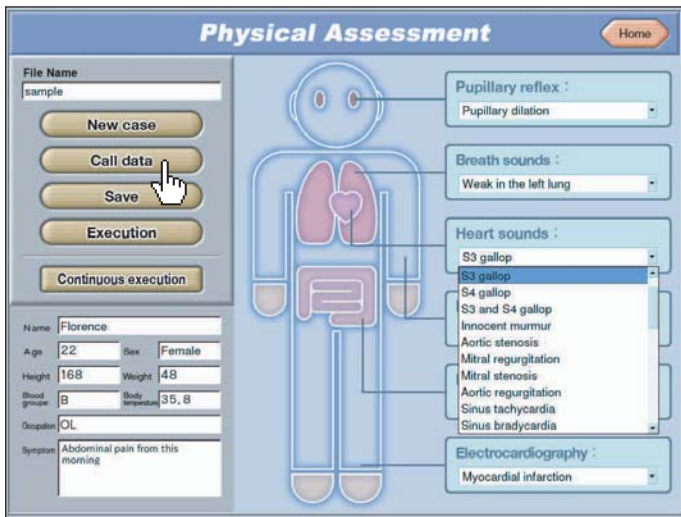 Physical Assessment
Home
File Name
sample
New case
Call data
Save
Execution
Continuous execution
Name Florence
Age 22 Sex Female
Height 168 Weight 48
Blood groupe B Body temperature 35.8
Occupation OL
Symptom Abdominal pain from this
morning
Pupillary reflex :
Pupillary dilation
Breath sounds :
Weak in the left lung
Heart sounds :
S3 gallop
S3 gallop
S4 gallop
S3 and S4 gallop
Innocent murmur
Aortic stenosis
Mitral regurgitation
Mitral stenosis
Aortic regurgitation
Sinus tachycardia
Sinus bradycardia
Electrocardiography :
Myocardial infarction